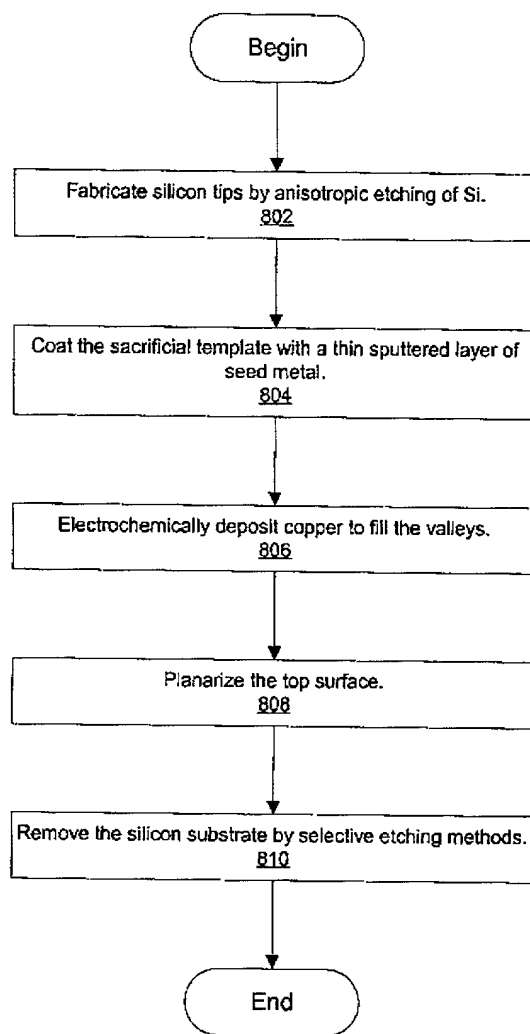 Begin
Fabricate silicon tips by anisotropic etching of Si.
802
Coat the sacrificial template with a thin sputtered layer of
seed metal.
804
Electrochemically deposit copper to fill the valleys.
806
Planarize the top surface.
808
Remove the silicon substrate by selective etching methods.
810
End